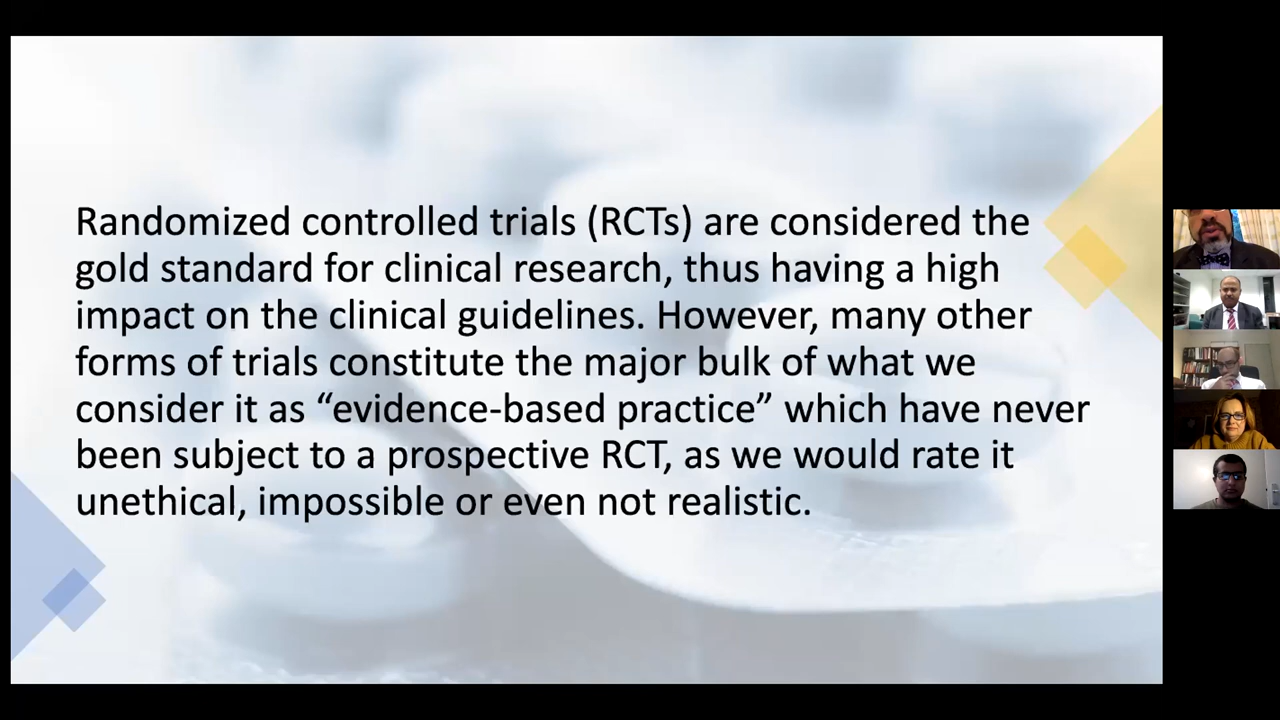 Randomized controlled trials (RCTs) are considered the
gold standard for clinical research, thus having a high
impact on the clinical guidelines. However, many other
forms of trials constitute the major bulk of what we
consider it as “evidence-based practice” which have never
been subject to a prospective RCT, as we would rate it
unethical, impossible or even not realistic.